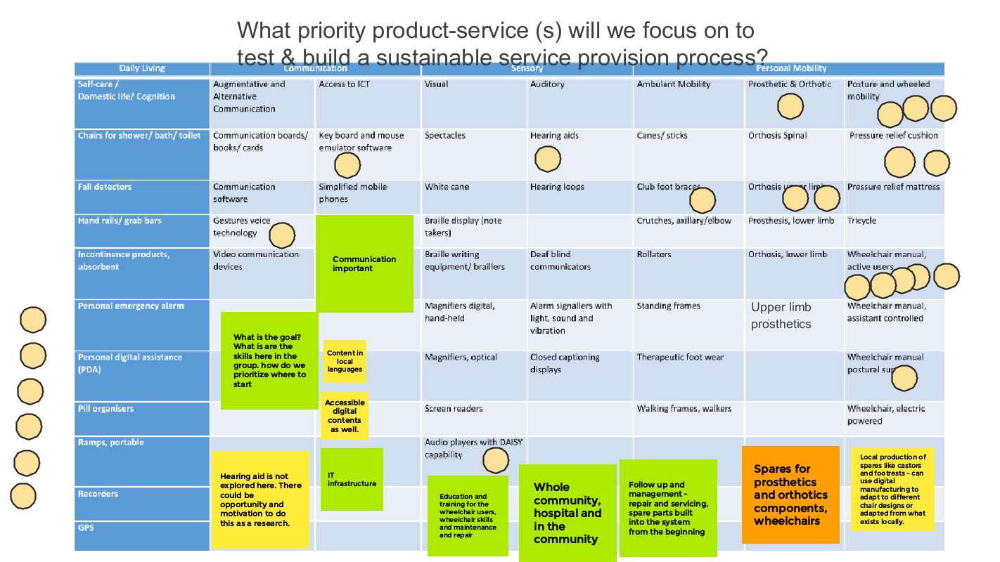 What priority product-service (s) will we focus on to
test & build a sustainable service provision process?
Daily Living
Communication
Sensory
Personal Mobility
Self-care /
Domestic life/ Cognition
Augmentative and
Alternative
Communication
Access to ICT
Visual
Auditory
Ambulant Mobility
Prosthetic & Orthotic
Posture and wheeled
mobility
Chairs for shower/ bath/ toilet
Communication boards/
books/ cards
Key board and mouse
emulator software
Spectacles
Hearing aids
Canes/ sticks
Orthosis Spinal
Pressure relief cushion
Fall detectors
Communication
software
Simplified mobile
phones
White cane
Hearing loops
Club foot braces
Orthosis upper limb
Pressure relief mattress
Hand rails/ grab bars
Gestures voice
technology
Braille display (note
takers)
Crutches, axillary/elbow
Prosthesis, lower limb
Tricycle
Communication
important
Incontinence products,
absorbent
Video communication
devices
Braille writing
equipment/ braillers
Deaf blind
communicators
Rollators
Orthosis, lower limb
Wheelchair manual,
active users
Personal emergency alarm
Magnifiers digital,
hand-held
Alarm signallers with
light, sound and
vibration
Standing frames
Upper limb
prosthetics
Wheelchair manual,
assistant controlled
What is the goal?
What is are the
skills here in the
group. how do we
prioritize where to
start
Content in
local
languages
Personal digital assistance
(PDA)
Magnifiers, optical
Closed captioning
displays
Therapeutic foot wear
Wheelchair manual
postural
Accessible
digital
contents
as well.
Pill organisers
Screen readers
Walking frames, walkers
Wheelchair, electric
powered
Ramps, portable
Audio players with DAISY
capability
Recorders
GPS
Hearing aid is not
explored here. There
could be
opportunity and
motivation to do
this as a research.
IT
infrastructure
Education and
training for the
wheelchair users,
wheelchair skills
and maintenance
and repair
Whole
community,
hospital and
in the
community
Follow up and
management -
repair and servicing,
spare parts built
into the system
from the beginning
Spares for
prosthetics
and orthotics
components,
wheelchairs
Local production of
spares like castors
and footrests - can
use digital
manufacturing to
adapt to different
chair designs or
adapted from what
exists locally.